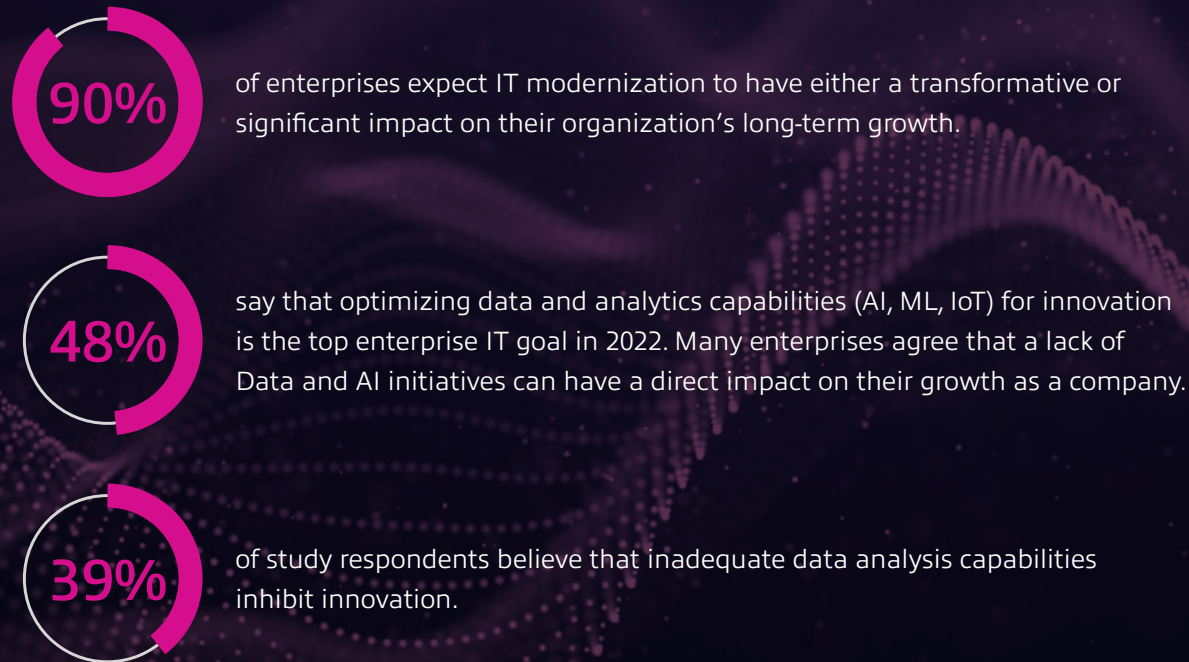 90%
of enterprises expect IT modernization to have either a transformative or
significant impact on their organization’s long-term growth.
48%
say that optimizing data and analytics capabilities (AI, ML, IoT) for innovation
is the top enterprise IT goal in 2022. Many enterprises agree that a lack of
Data and AI initiatives can have a direct impact on their growth as a company.
39%
of study respondents believe that inadequate data analysis capabilities
inhibit innovation.